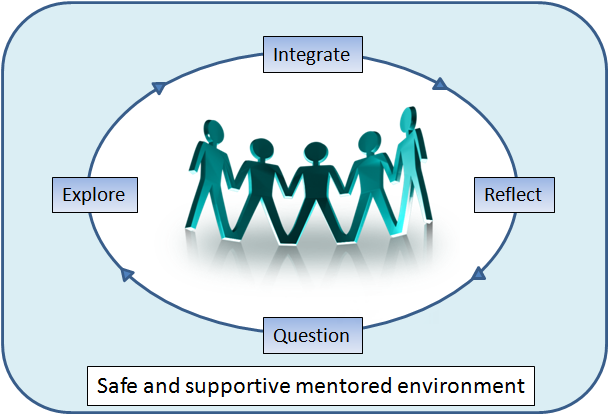 Integrate
Explore
Reflect
Question
Safe and supportive mentored environment